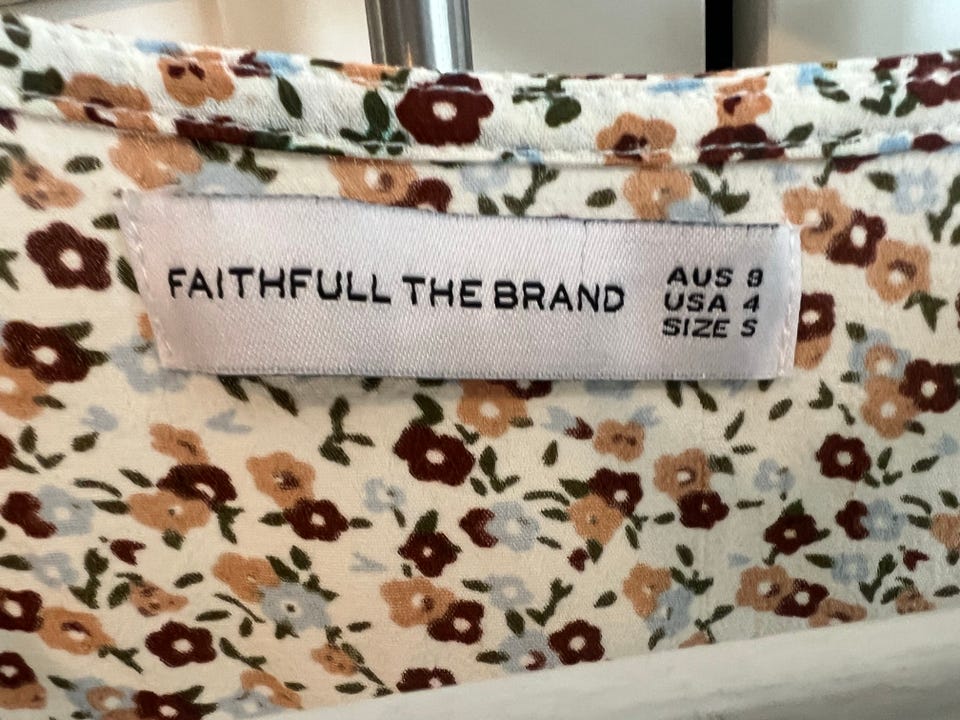 FAITHFULL THE BRAND
AUS 8
USA 4
SIZE S